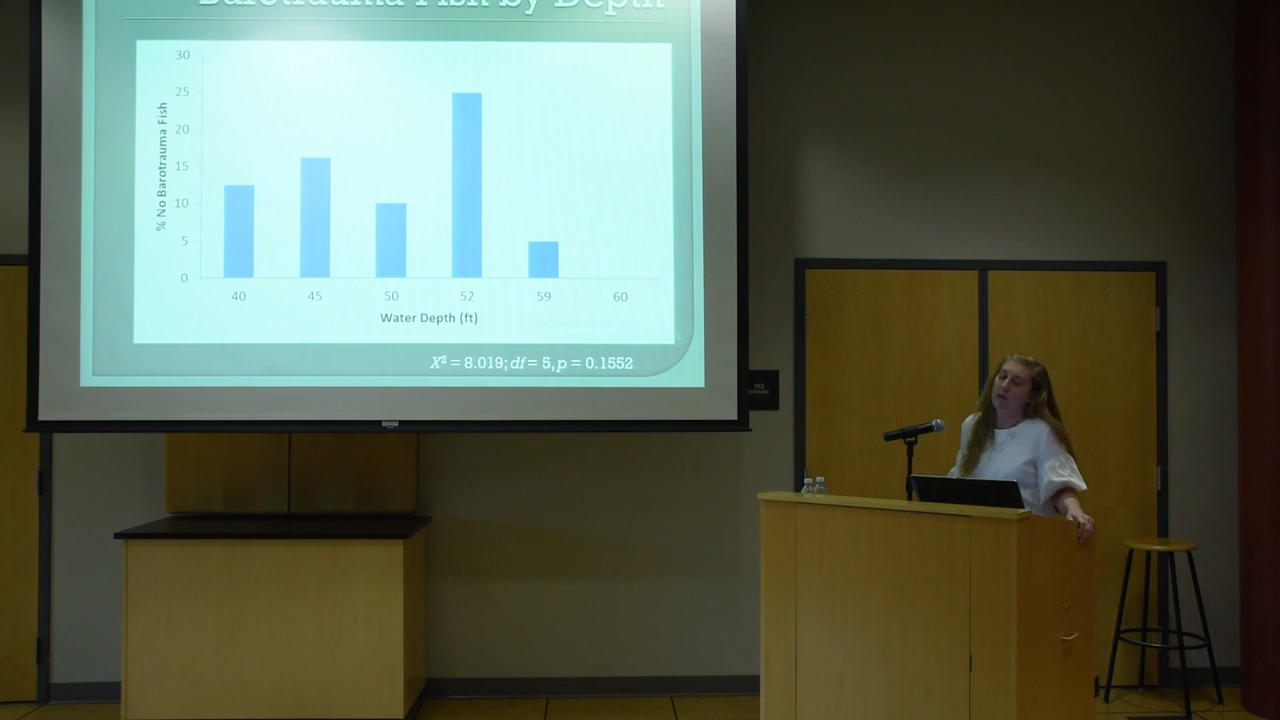 Barotrauma Fish by Depth
30
25
20
15
10
5
0
% No Barotrauma Fish
40 45 50 52 59 60
Water Depth (ft)
X² = 8.019; df = 5, p = 0.1552
113